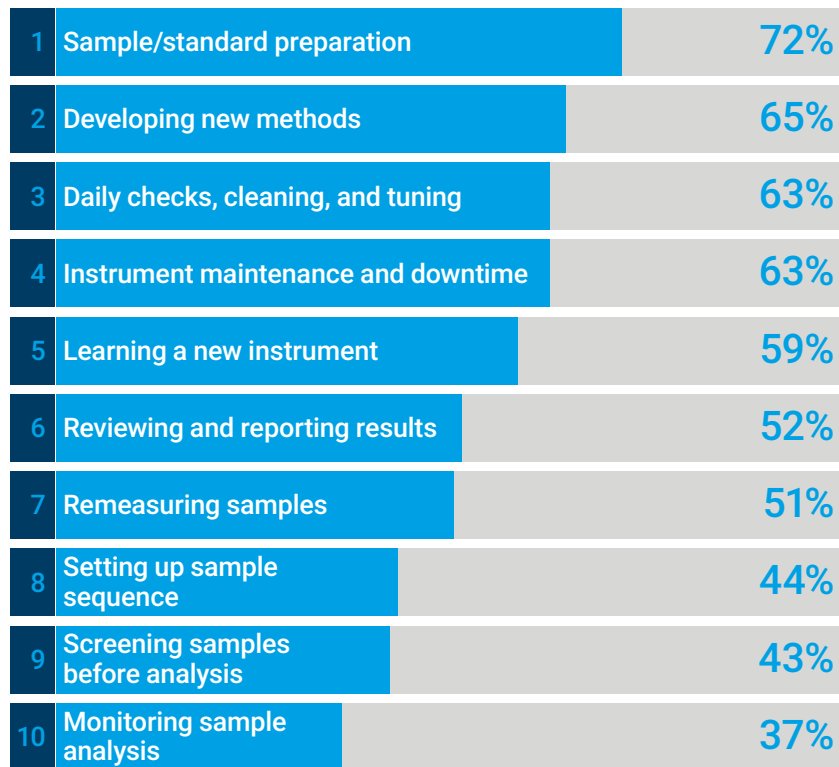 1 Sample/standard preparation 72%
2 Developing new methods 65%
3 Daily checks, cleaning, and tuning 63%
4 Instrument maintenance and downtime 63%
5 Learning a new instrument 59%
6 Reviewing and reporting results 52%
7 Remeasuring samples 51%
8 Setting up sample
sequence 44%
9 Screening samples
before analysis 43%
10 Monitoring sample
analysis 37%